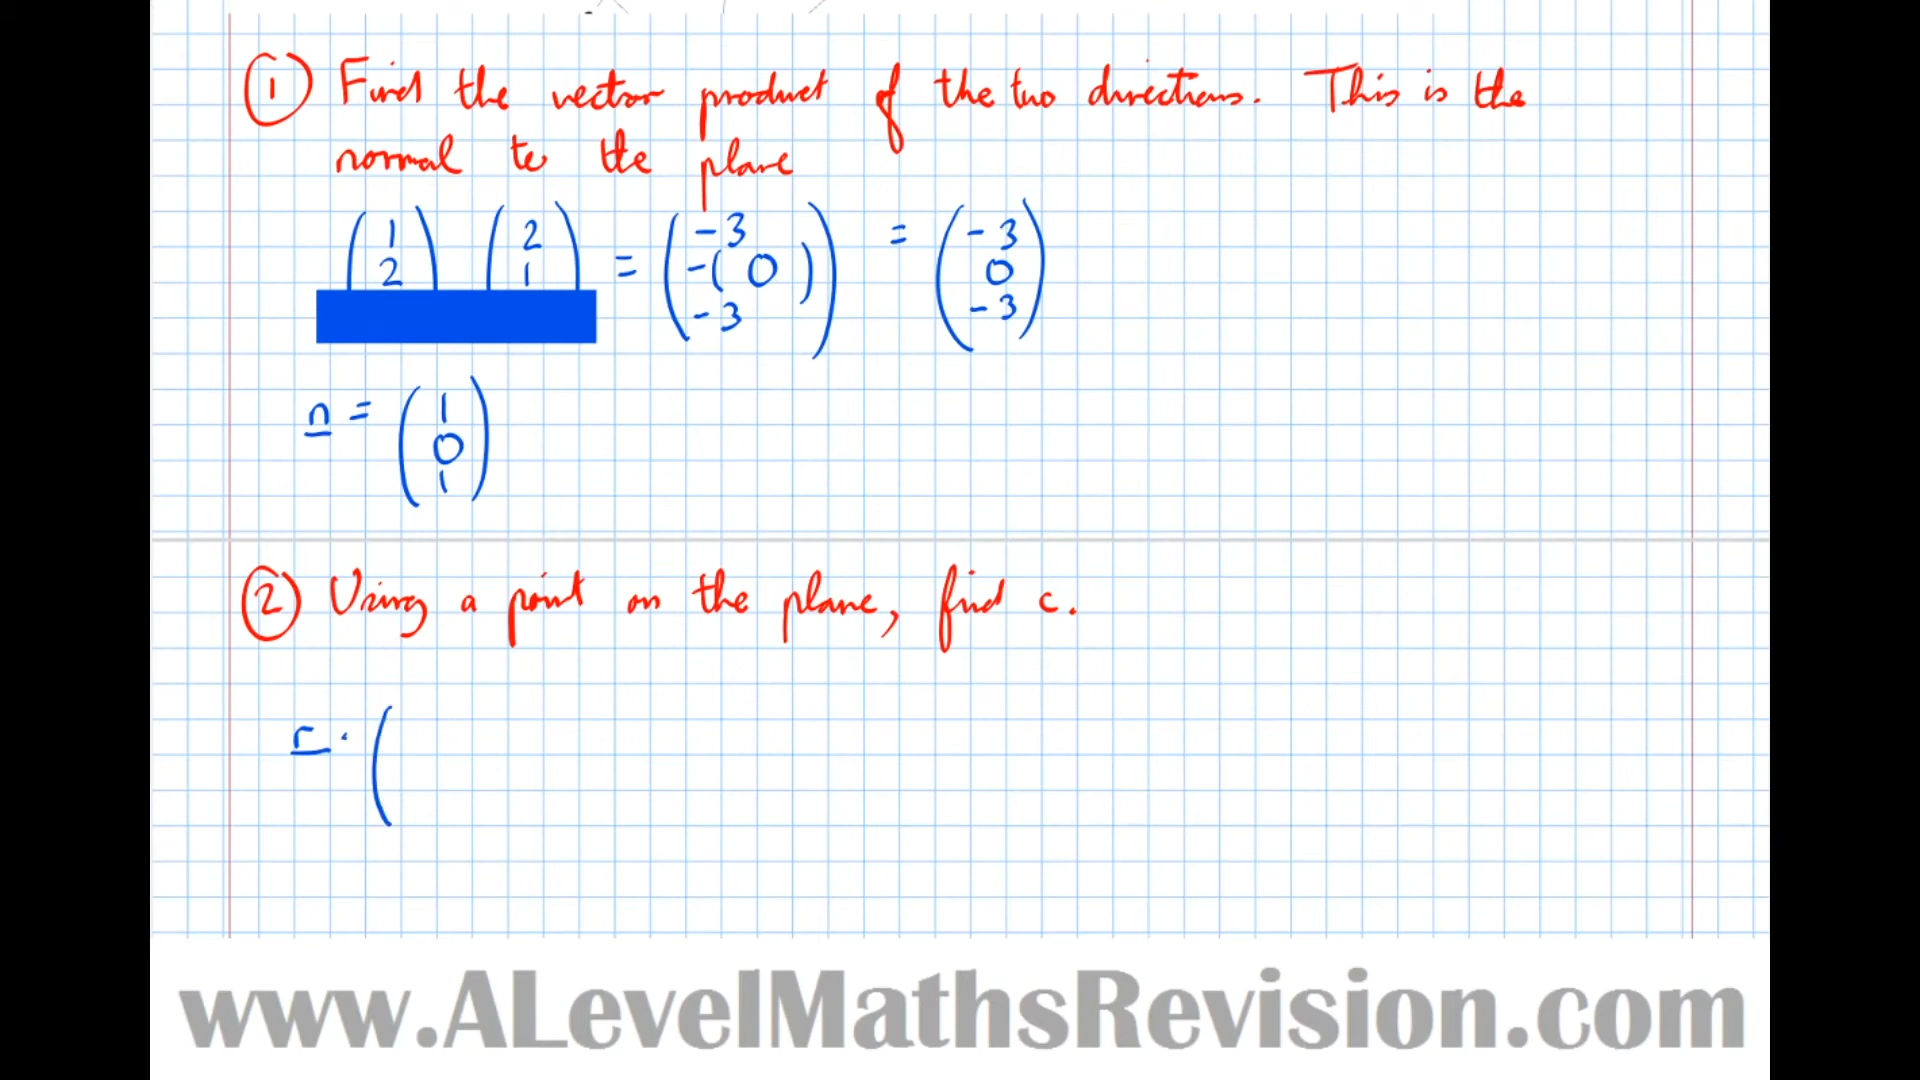 ① Find the vector product of the two directions. This is the
normal to the plane
( 1 2 ) ( 2 1 ) = ( -3 -( 0 ) -3 ) = ( -3 0 -3 )
n = ( 1 0 1 )
② Using a point on the plane, find c.
r . (
www.ALevelMathsRevision.com